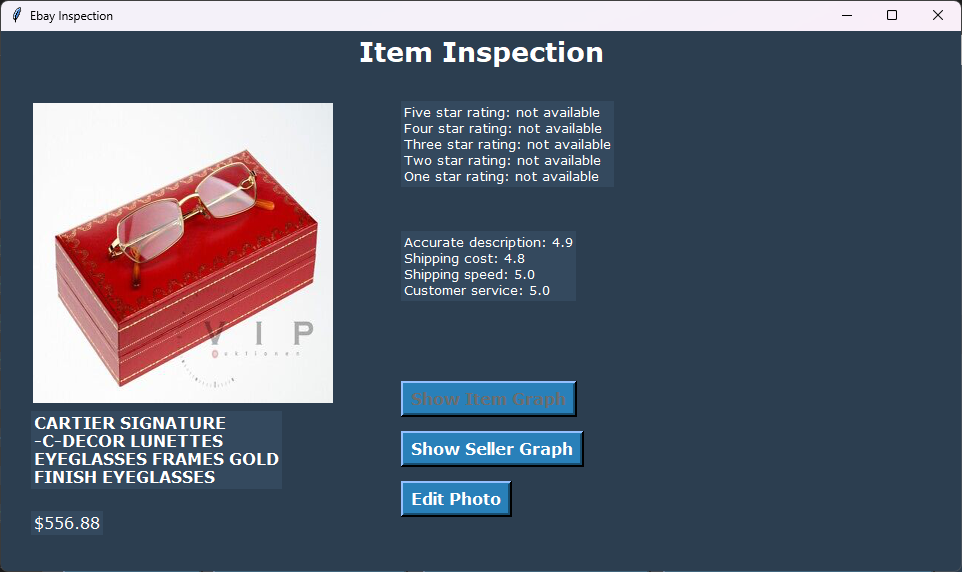 Ebay Inspection
Item Inspection
VIP
auktionen
CARTIER SIGNATURE
-C-DECOR LUNETTES
EYEGLASSES FRAMES GOLD
FINISH EYEGLASSES
$556.88
Five star rating: not available
Four star rating: not available
Three star rating: not available
Two star rating: not available
One star rating: not available
Accurate description: 4.9
Shipping cost: 4.8
Shipping speed: 5.0
Customer service: 5.0
Show Item Graph
Show Seller Graph
Edit Photo